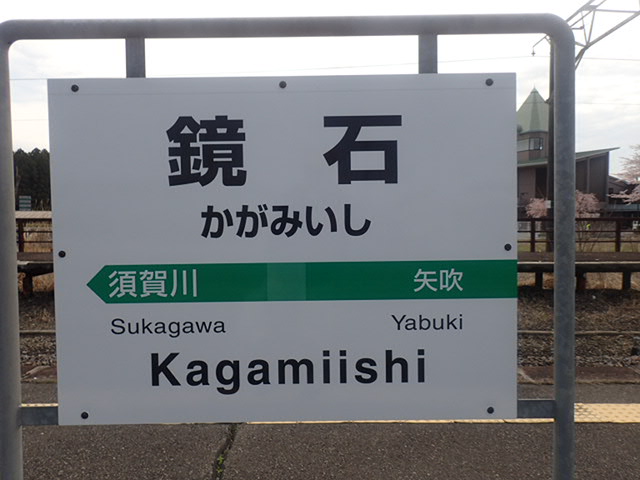 鏡石
かがみいし
須賀川 矢吹
Sukagawa Yabuki
Kagamiishi